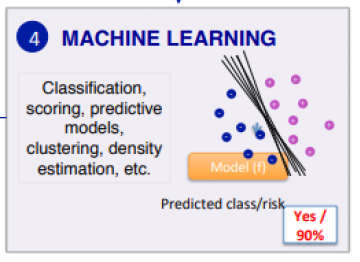 4 MACHINE LEARNING
Classification,
scoring, predictive
models,
clustering, density
estimation, etc.
Model (f)
Predicted class/risk
Yes /
90%